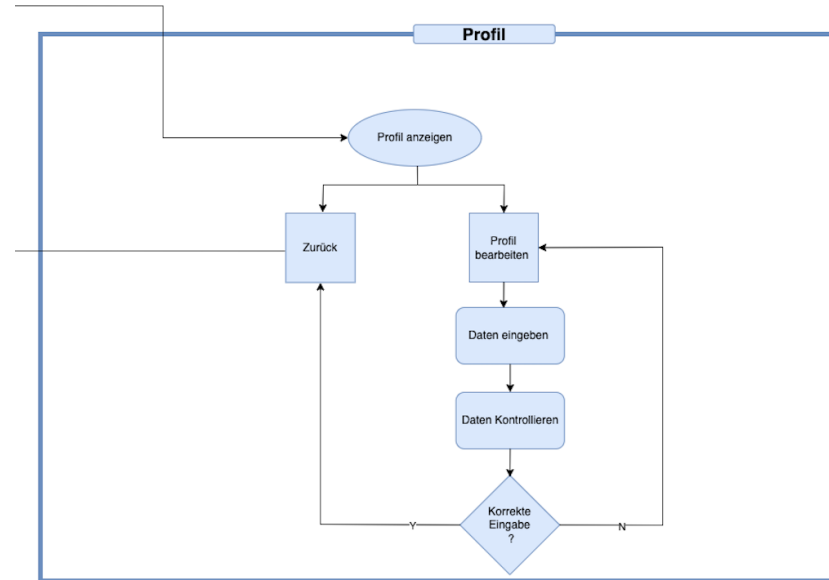 Profil
Profil anzeigen
Zurück
Profil
bearbeiten
Daten eingeben
Daten Kontrollieren
Korrekte
Eingabe
?
Y
N